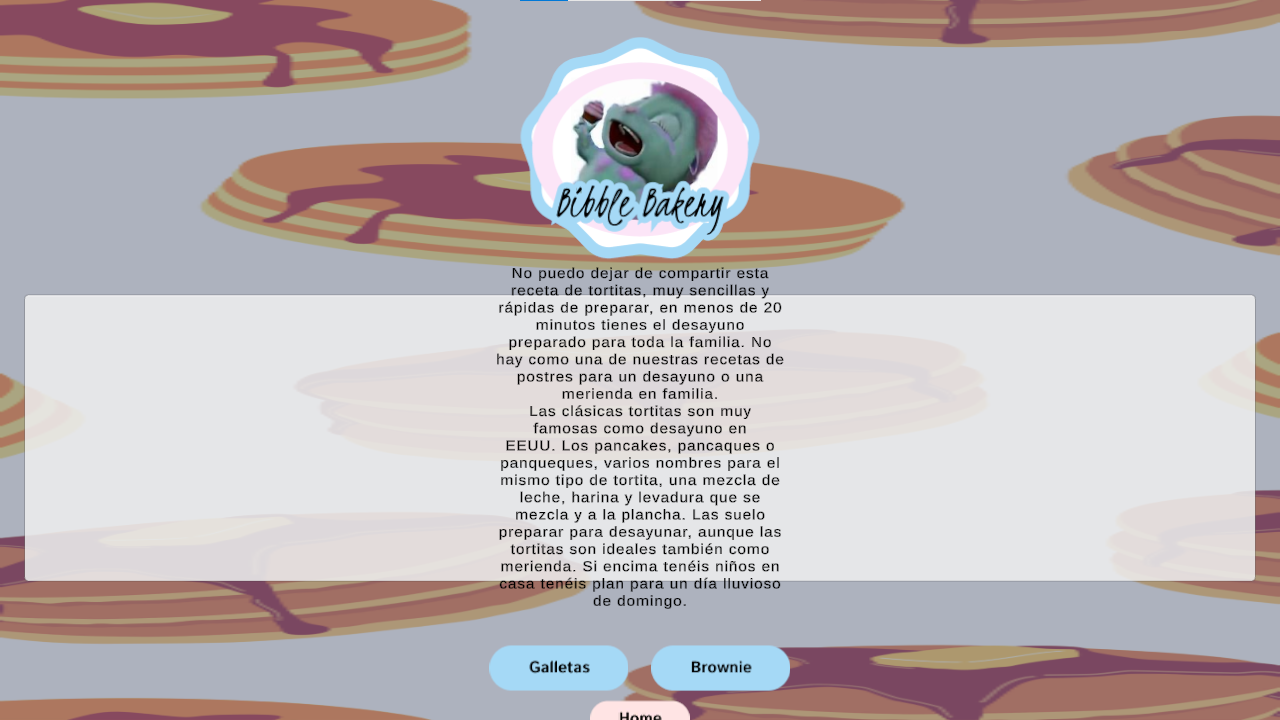 Bibble Bakery
No puedo dejar de compartir esta
receta de tortitas, muy sencillas y
rápidas de preparar, en menos de 20
minutos tienes el desayuno
preparado para toda la familia. No
hay como una de nuestras recetas de
postres para un desayuno o una
merienda en familia.
Las clásicas tortitas son muy
famosas como desayuno en
EEUU. Los pancakes, pancaques o
panqueques, varios nombres para el
mismo tipo de tortita, una mezcla de
leche, harina y levadura que se
mezcla y a la plancha. Las suelo
preparar para desayunar, aunque las
tortitas son ideales también como
merienda. Si encima tenéis niños en
casa tenéis plan para un día lluvioso
de domingo.
Galletas Brownie
Home